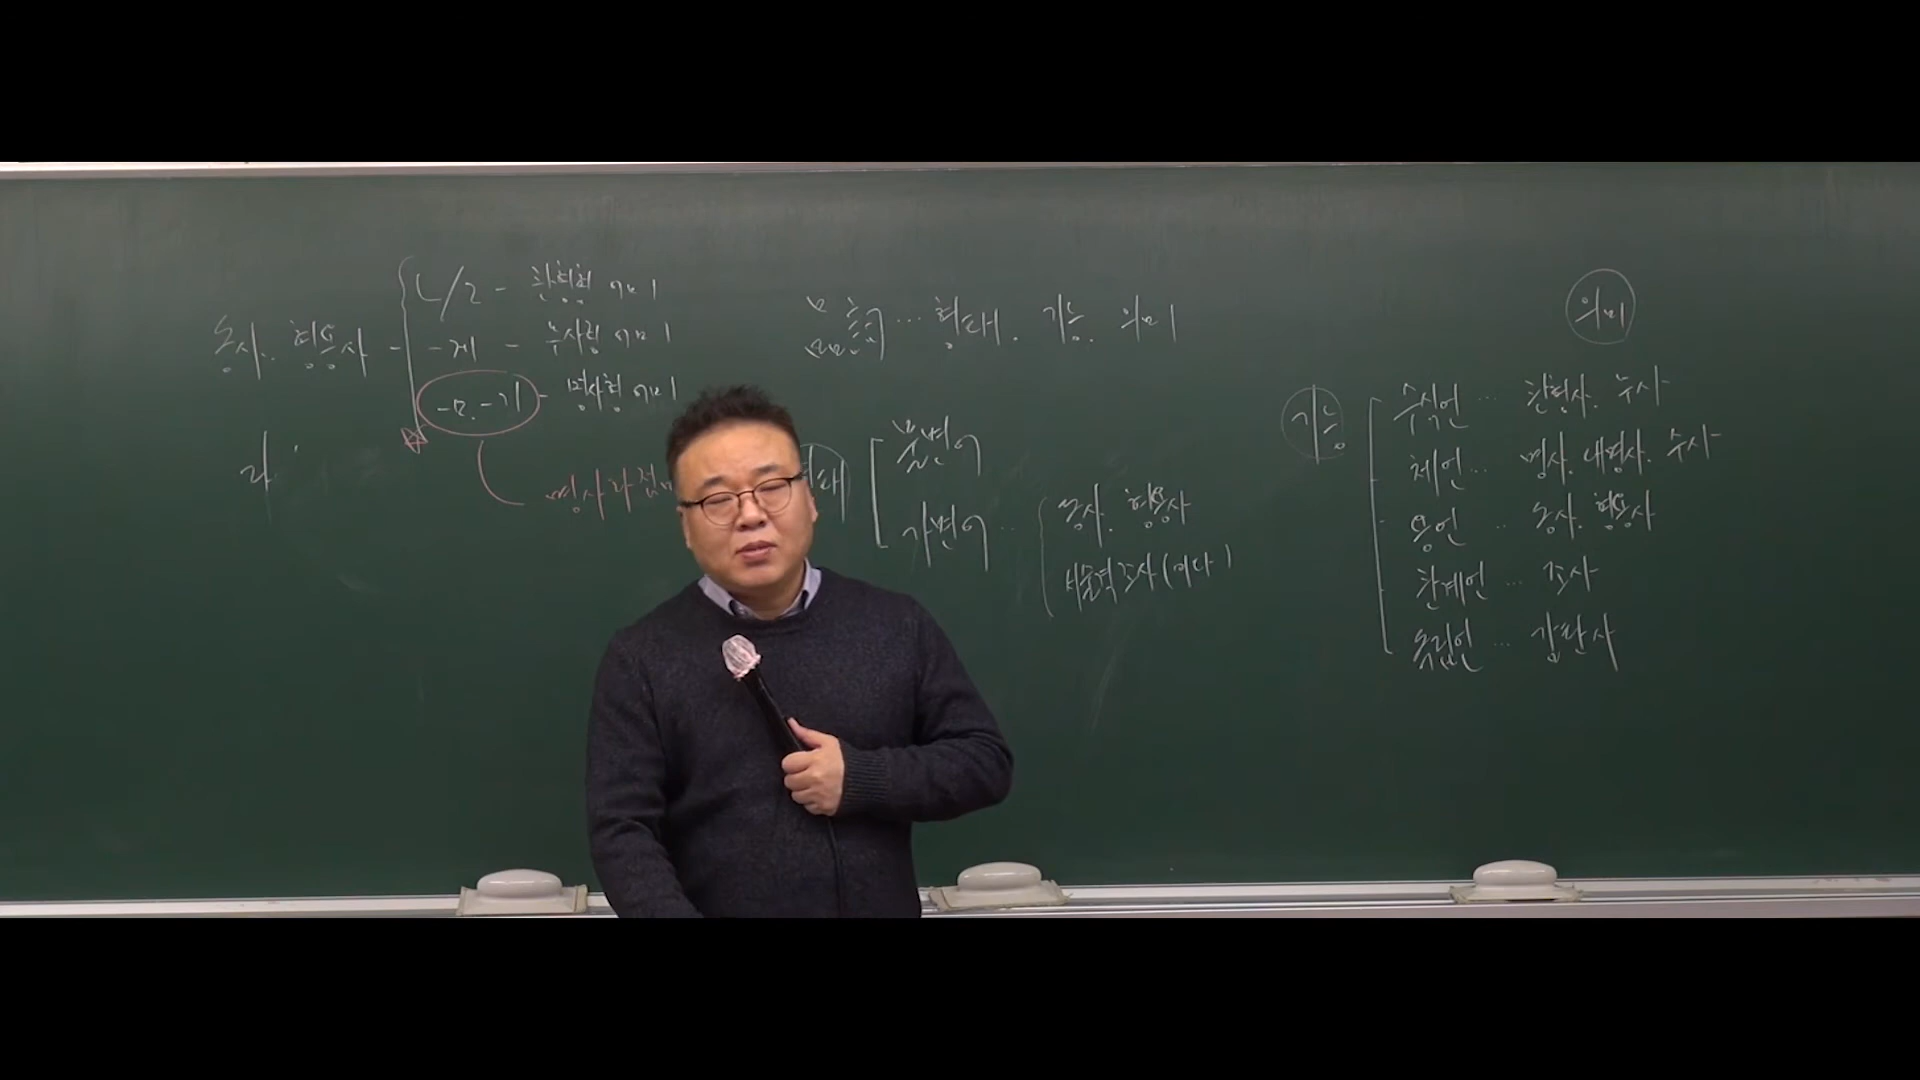 동사. 형용사 -
ㄴ/ㄹ - 관형형 어미
-게 - 부사형 어미
-ㅁ. -기 - 명사형 어미
명사화 접
품사 분류 ... 형태. 기능. 의미
불변어
가변어 ...
동사. 형용사
서술격 조사 (이다)
의미
기능
수식언 ... 관형사. 부사
체언 ... 명사. 대명사. 수사
용언 .. 동사. 형용사
관계언 ... 조사
독립언 ... 감탄사